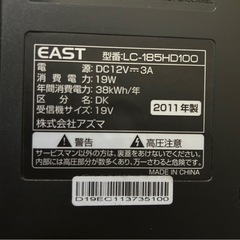 EAST 型番:LC-185HD100
電源:DC12V⎓3A
消費電力:19W
年間消費電力:38kWh/年
区分名:DK
受信機型サイズ:19V
株式会社アズマ
2011年製
警告
高圧注意
サービスマン以外の方は、裏蓋をあけないでください
内部には高電圧部分が数多くあり、万一さわると危険です。
MADE IN CHINA
D19EC113735100